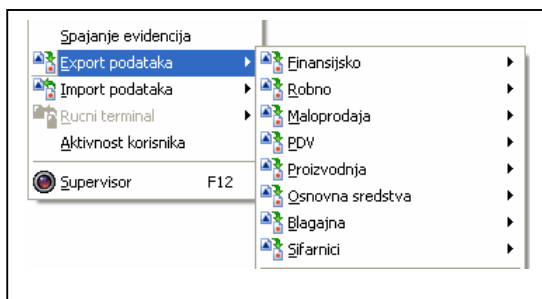 Spajanje evidencija
Export podataka
Import podataka
Rucni terminal
Aktivnost korisnika
Supervisor F12
Finansijsko
Robno
Maloprodaja
PDV
Proizvodnja
Osnovna sredstva
Blagajna
Sifarnici